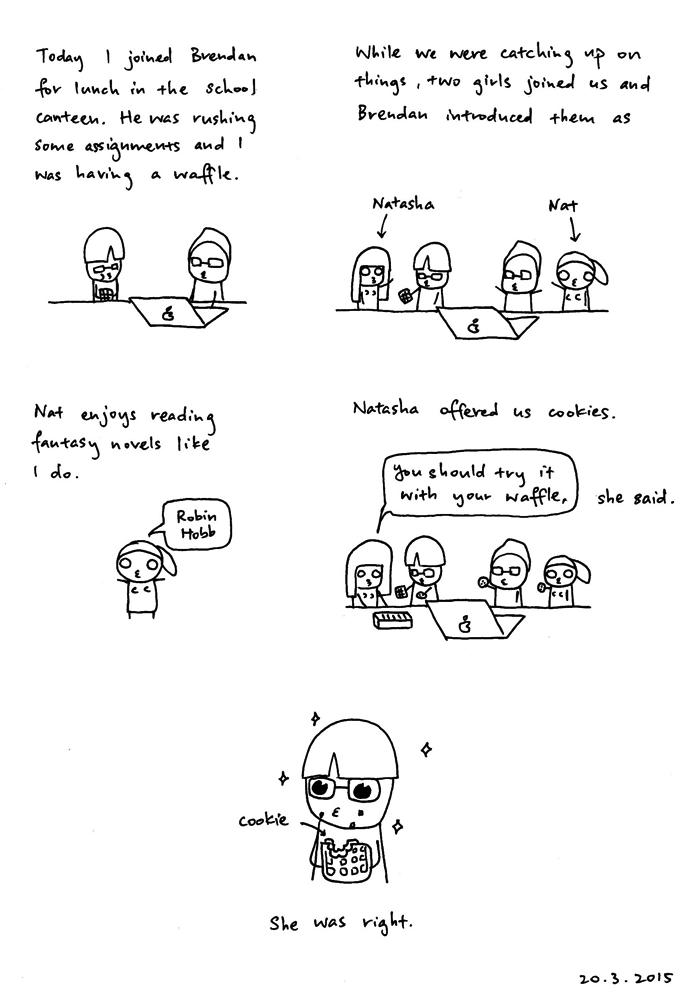 Today I joined Brendan
for lunch in the school
canteen. He was rushing
some assignments and I
was having a waffle.
While we were catching up on
things, two girls joined us and
Brendan introduced them as
Natasha
Nat
Nat enjoys reading
fantasy novels like
I do.
Robin
Hobb
Natasha offered us cookies.
You should try it
with your waffle,
she said.
cookie
She was right.
20.3.2015